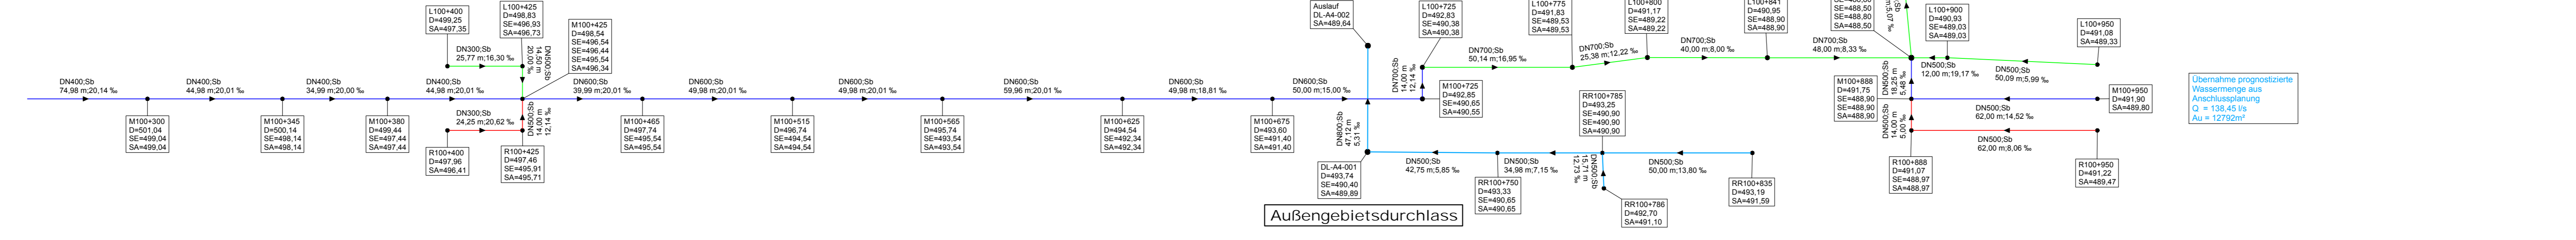 L100+400
D=499,25
SA=497,35
L100+425
D=498,83
SE=496,93
SA=496,73
M100+425
D=498,54
SE=496,54
SE=496,44
SE=495,54
SA=496,34
DN300;Sb
25,77 m;16,30 ‰
DN500;Sb
14,50 m
20,00 ‰
DN400;Sb
74,98 m;20,14 ‰
DN400;Sb
44,98 m;20,01 ‰
DN400;Sb
34,99 m;20,00 ‰
DN400;Sb
44,98 m;20,01 ‰
DN600;Sb
39,99 m;20,01 ‰
DN600;Sb
49,98 m;20,01 ‰
DN600;Sb
49,98 m;20,01 ‰
DN600;Sb
59,96 m;20,01 ‰
DN600;Sb
49,98 m;18,81 ‰
DN600;Sb
50,00 m;15,00 ‰
M100+300
D=501,04
SE=499,04
SA=499,04
M100+345
D=500,14
SE=498,14
SA=498,14
M100+380
D=499,44
SE=497,44
SA=497,44
DN300;Sb
24,25 m;20,62 ‰
DN500;Sb
14,00 m
12,14 ‰
R100+400
D=497,96
SA=496,41
R100+425
D=497,46
SE=495,91
SA=495,71
M100+465
D=497,74
SE=495,54
SA=495,54
M100+515
D=496,74
SE=494,54
SA=494,54
M100+565
D=495,74
SE=493,54
SA=493,54
M100+625
D=494,54
SE=492,34
SA=492,34
M100+675
D=493,60
SE=491,40
SA=491,40
Auslauf
DL-A4-002
SA=489,64
L100+725
D=492,83
SE=490,38
SA=490,38
L100+775
D=491,83
SE=489,53
SA=489,53
L100+800
D=491,17
SE=489,22
SA=489,22
L100+841
D=490,95
SE=488,90
SA=488,90
SE=488,50
SE=488,80
SA=488,50
L100+900
D=490,93
SE=489,03
SA=489,03
L100+950
D=491,08
SA=489,33
DN700;Sb
14,00 m
12,14 ‰
DN700;Sb
50,14 m;16,95 ‰
DN700;Sb
25,38 m;12,22 ‰
DN700;Sb
40,00 m;8,00 ‰
DN700;Sb
48,00 m;8,33 ‰
DN500;Sb
12,00 m;19,17 ‰
DN500;Sb
50,09 m;5,99 ‰
M100+725
D=492,85
SE=490,65
SA=490,55
RR100+785
D=493,25
SE=490,90
SE=490,90
SA=490,90
M100+888
D=491,75
SE=488,90
SE=488,90
SA=488,90
DN500;Sb
18,25 m
5,48 ‰
DN500;Sb
62,00 m;14,52 ‰
M100+950
D=491,90
SA=489,80
DN800;Sb
47,12 m
5,31 ‰
DL-A4-001
D=493,74
SE=490,40
SA=489,89
DN500;Sb
42,75 m;5,85 ‰
DN500;Sb
34,98 m;7,15 ‰
DN500;Sb
15,71 m
12,73 ‰
DN500;Sb
50,00 m;13,80 ‰
RR100+750
D=493,33
SE=490,65
SA=490,65
RR100+786
D=492,70
SA=491,10
RR100+835
D=493,19
SA=491,59
DN500;Sb
14,00 m
5,00 ‰
DN500;Sb
62,00 m;8,06 ‰
R100+888
D=491,07
SE=488,97
SA=488,97
R100+950
D=491,22
SA=489,47
Übernahme prognostizierte
Wassermenge aus
Anschlussplanung
Q = 138,45 l/s
Au = 12792m²
Außengebietsdurchlass